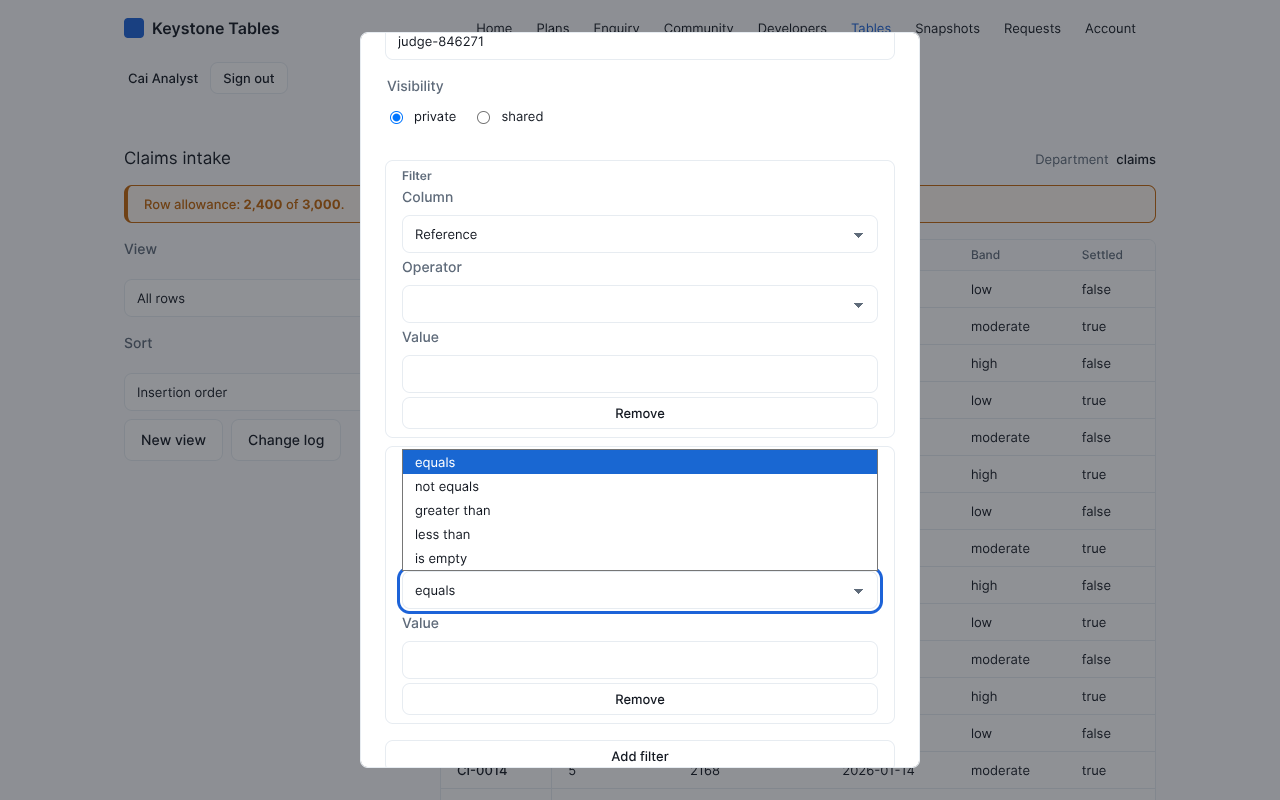 Keystone Tables
Home Plans Enquiry Community Developers Tables Snapshots Requests Account
Cai Analyst Sign out
Claims intake
Department claims
Row allowance: 2,400 of 3,000.
View
All rows
Sort
Insertion order
New view Change log
judge-846271
Visibility
private shared
Filter
Column
Reference
Operator
Value
Remove
equals
not equals
greater than
less than
is empty
equals
Value
Remove
Add filter
Band Settled
low false
moderate true
high false
low true
moderate false
high true
low false
moderate true
high false
low true
moderate false
high true
low false
CI-0014 5 2168 2026-01-14 moderate true